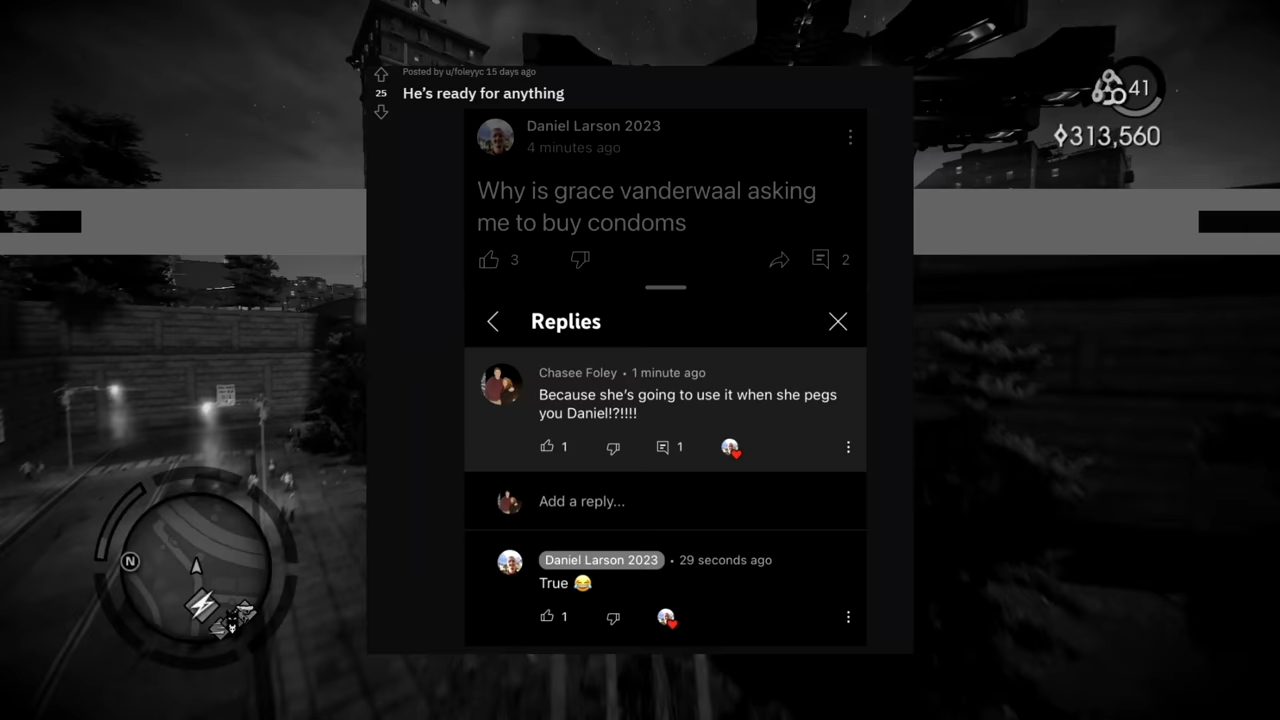 Posted by u/foleyyc 15 days ago
25
He's ready for anything
Daniel Larson 2023
4 minutes ago
Why is grace vanderwaal asking
me to buy condoms
3
2
Replies
Chasee Foley • 1 minute ago
Because she's going to use it when she pegs
you Daniel!?!!!!
1
1
Add a reply...
Daniel Larson 2023 • 29 seconds ago
True 😂
1
41
313,560
N